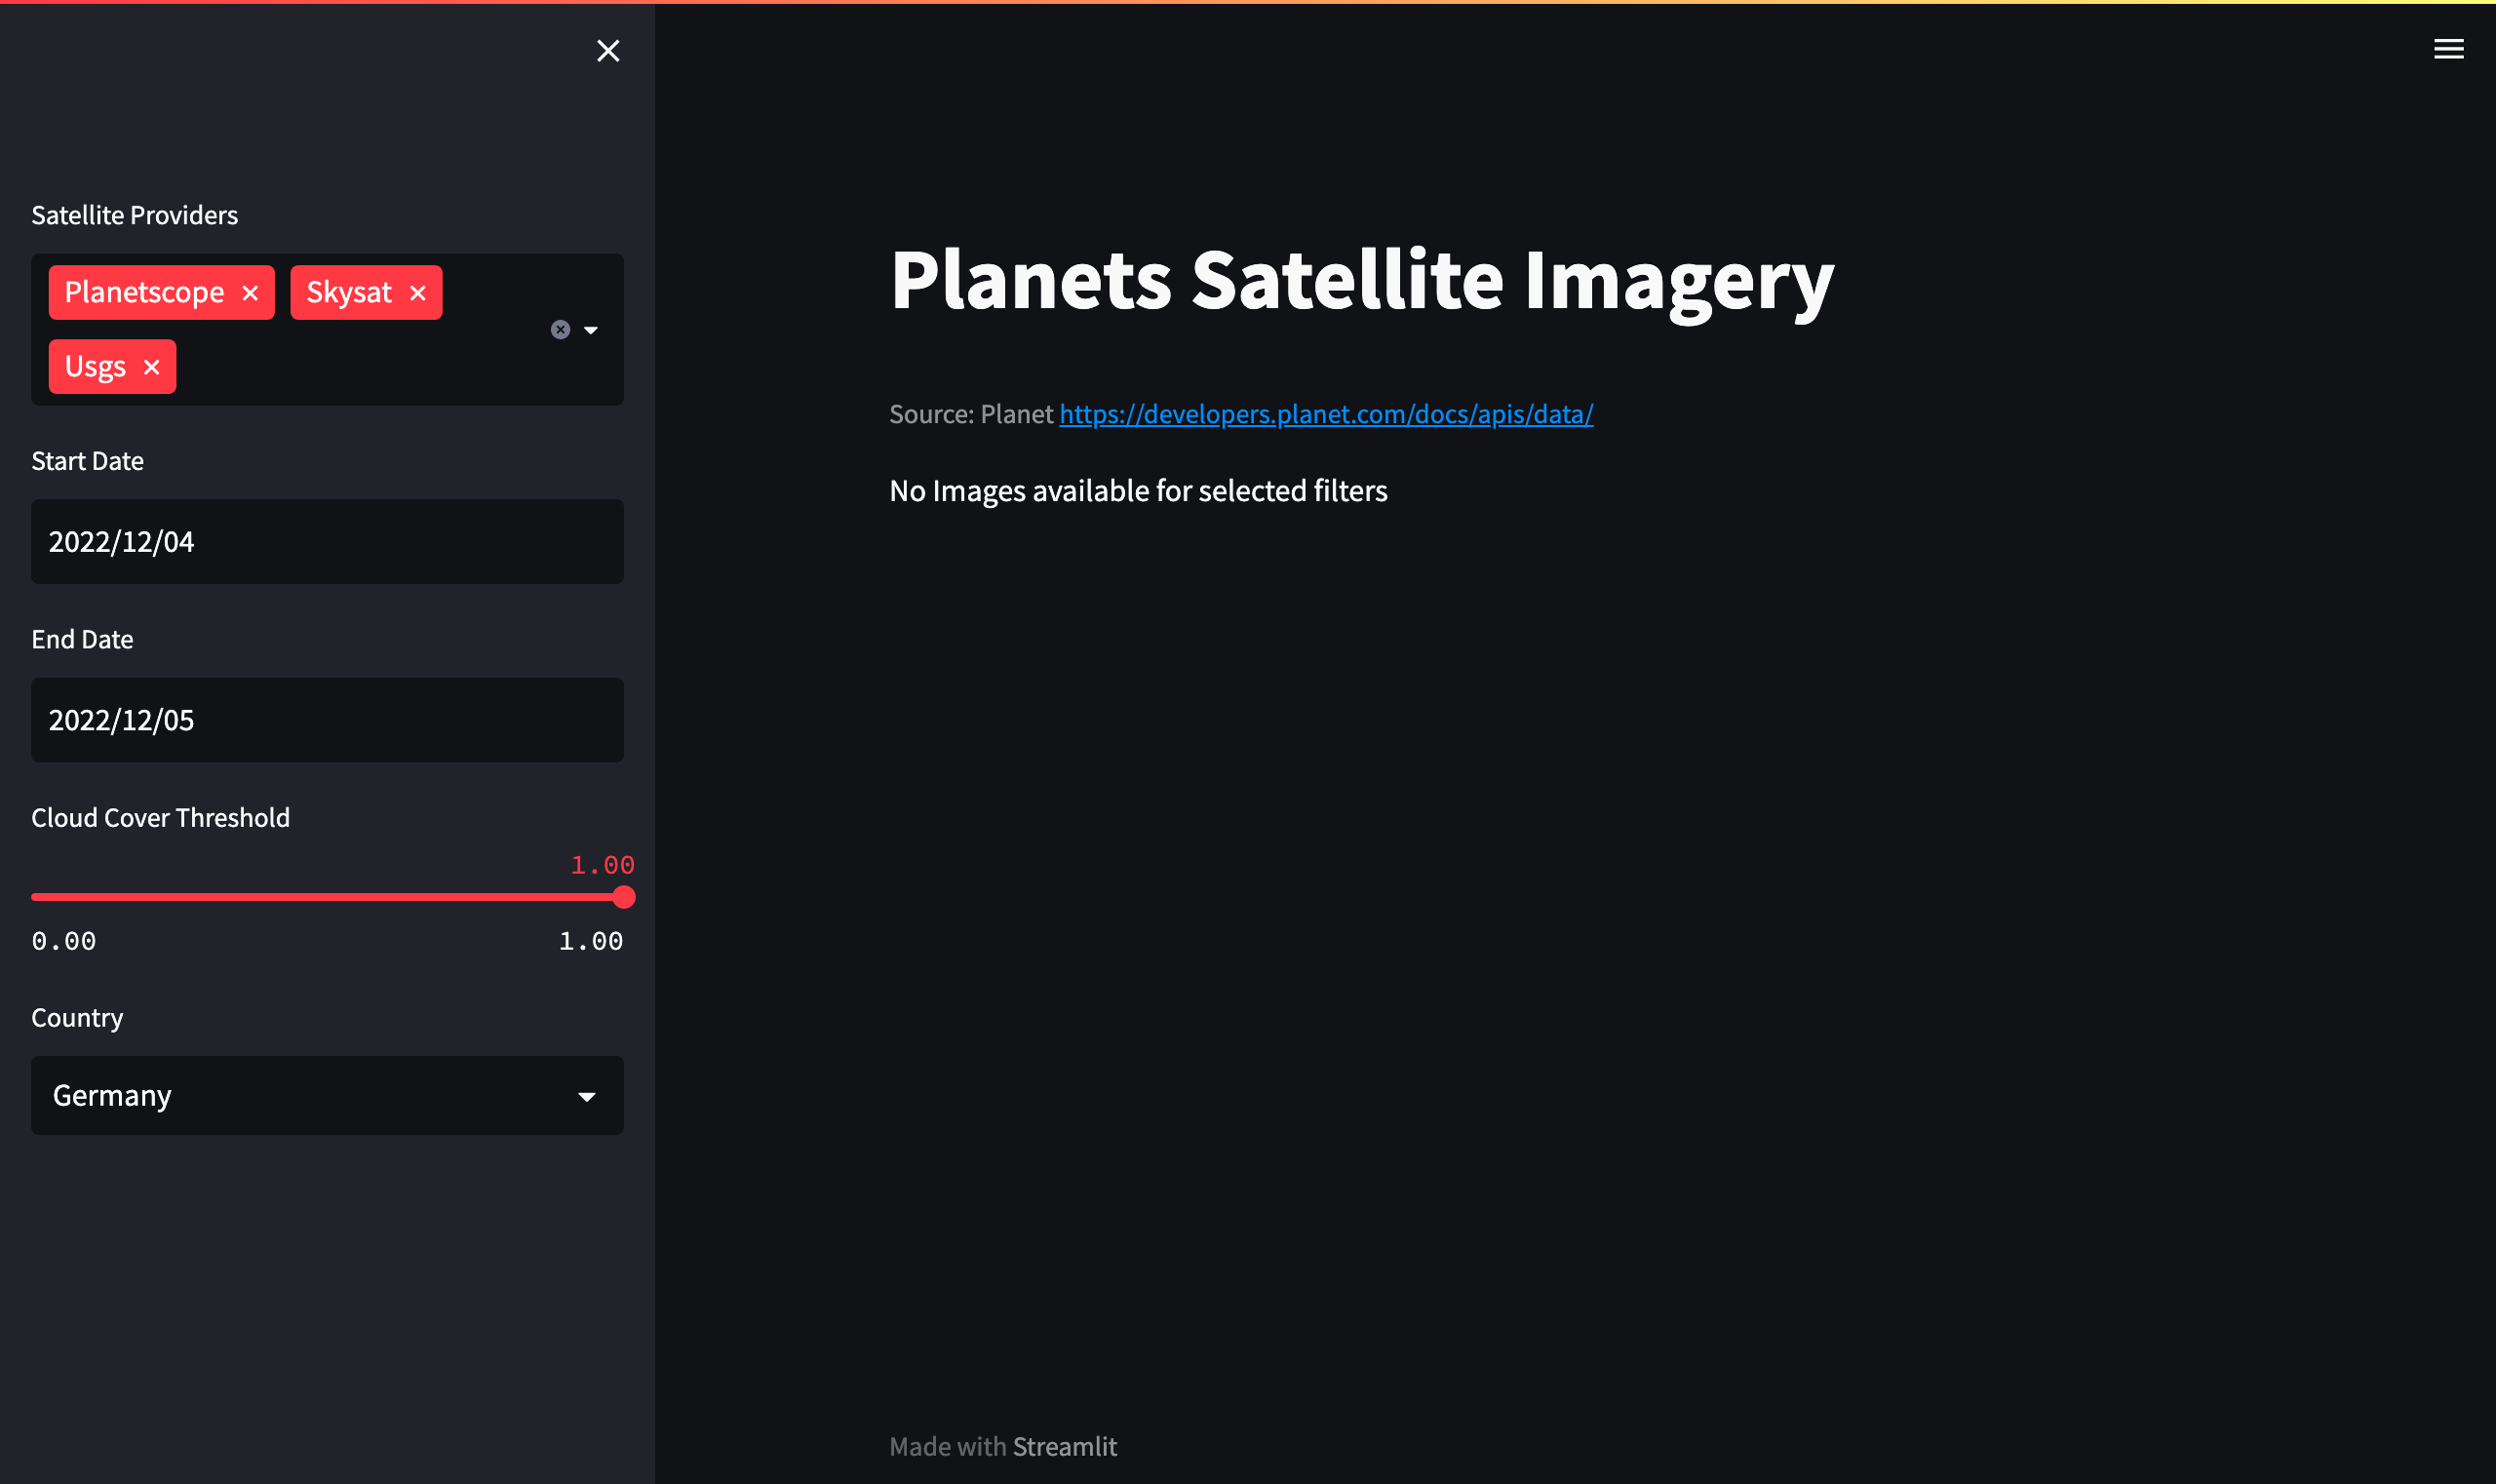 Satellite Providers
Planetscope Skysat
Usgs
Start Date
2022/12/04
End Date
2022/12/05
Cloud Cover Threshold
1.00
0.00 1.00
Country
Germany
Planets Satellite Imagery
Source: Planet https://developers.planet.com/docs/apis/data/
No Images available for selected filters
Made with Streamlit